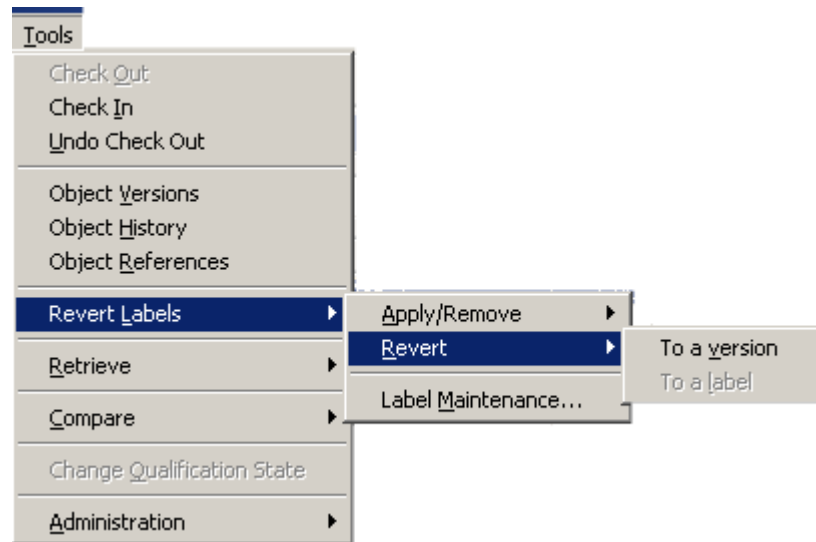 Tools
Check Out
Check In
Undo Check Out
Object Versions
Object History
Object References
Revert Labels
Retrieve
Compare
Change Qualification State
Administration
Apply/Remove
Revert
Label Maintenance...
To a version
To a label